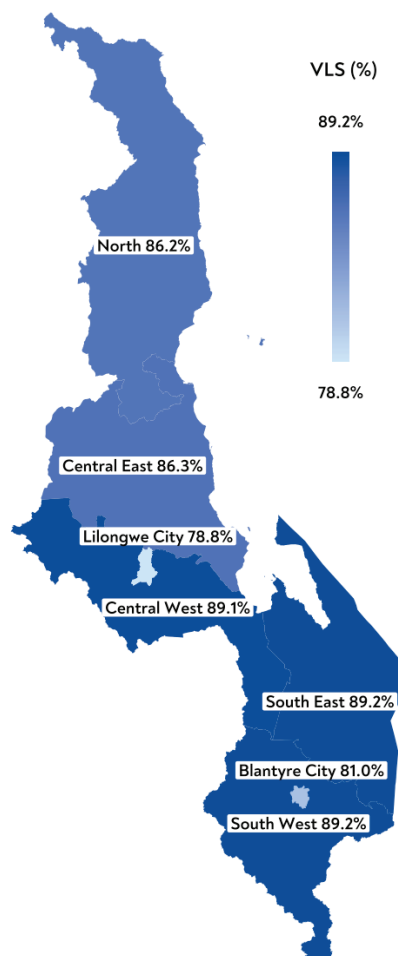 VLS (%)
89.2%
78.8%
North 86.2%
Central East 86.3%
Lilongwe City 78.8%
Central West 89.1%
South East 89.2%
Blantyre City 81.0%
South West 89.2%